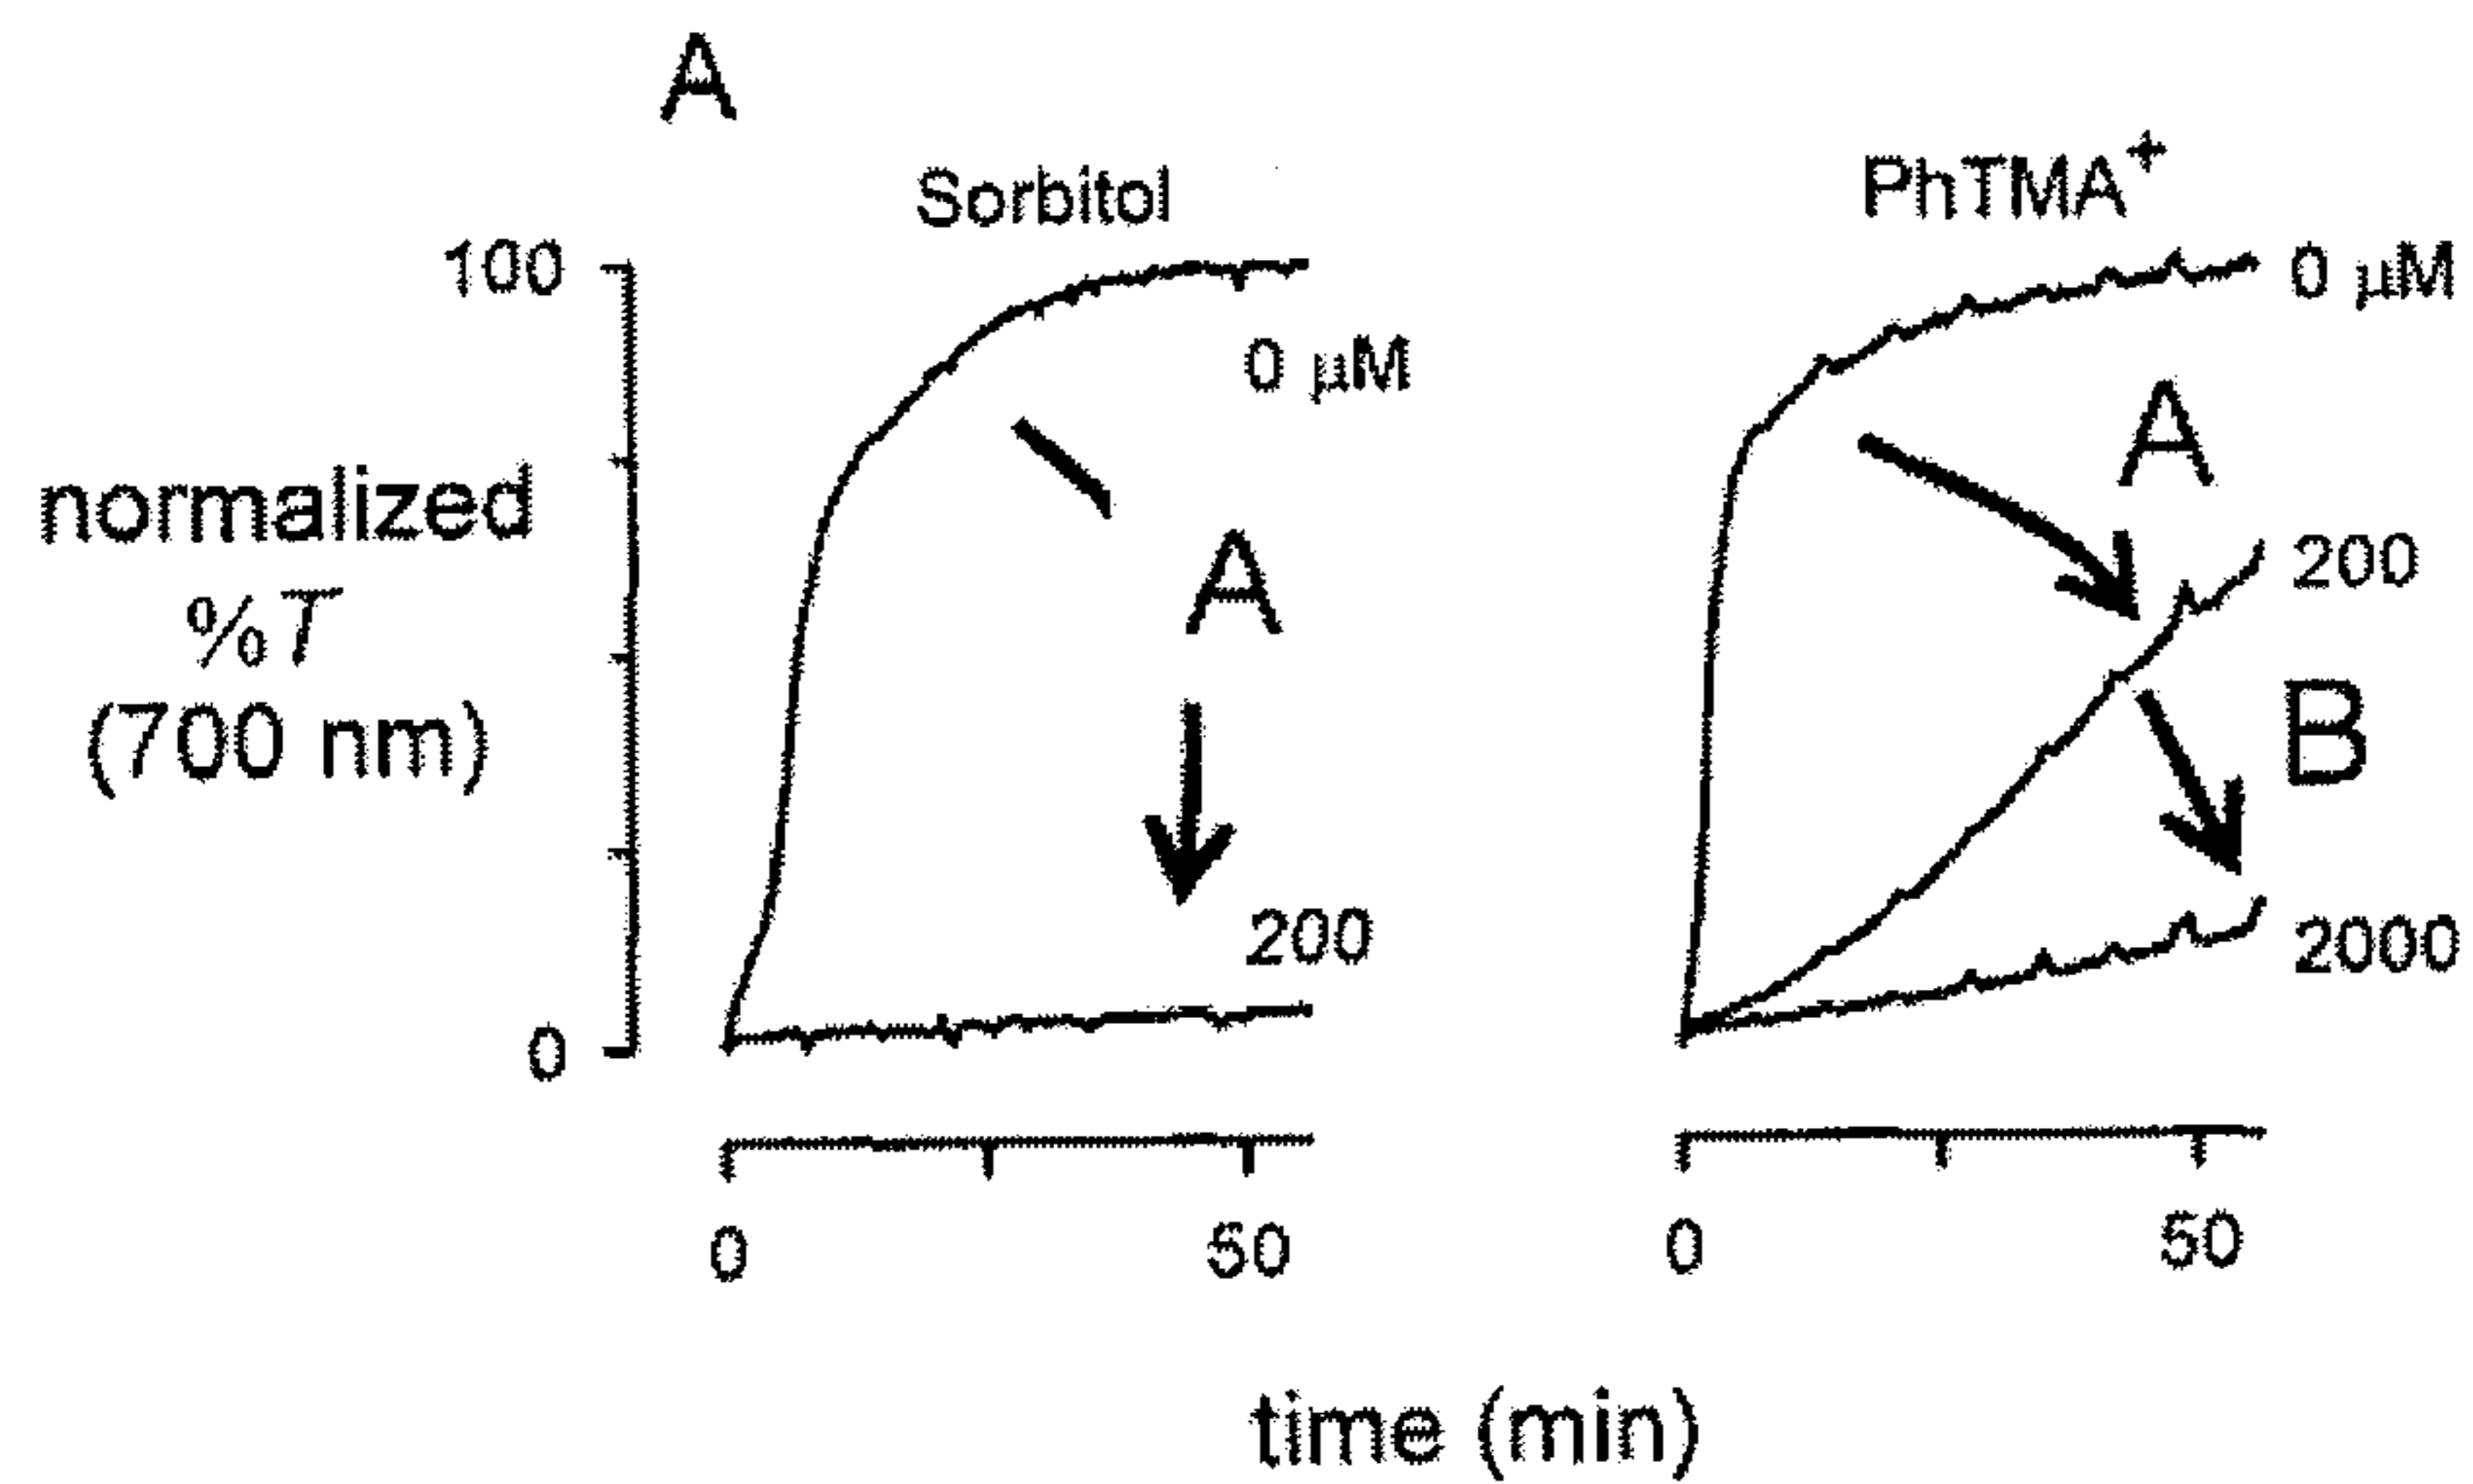 A
Sorbitol
PhTMA⁺
100
0 μM
0 μM
A
A
normalized
%T
(700 nm)
200
B
200
2000
0
0
50
0
50
time (min)